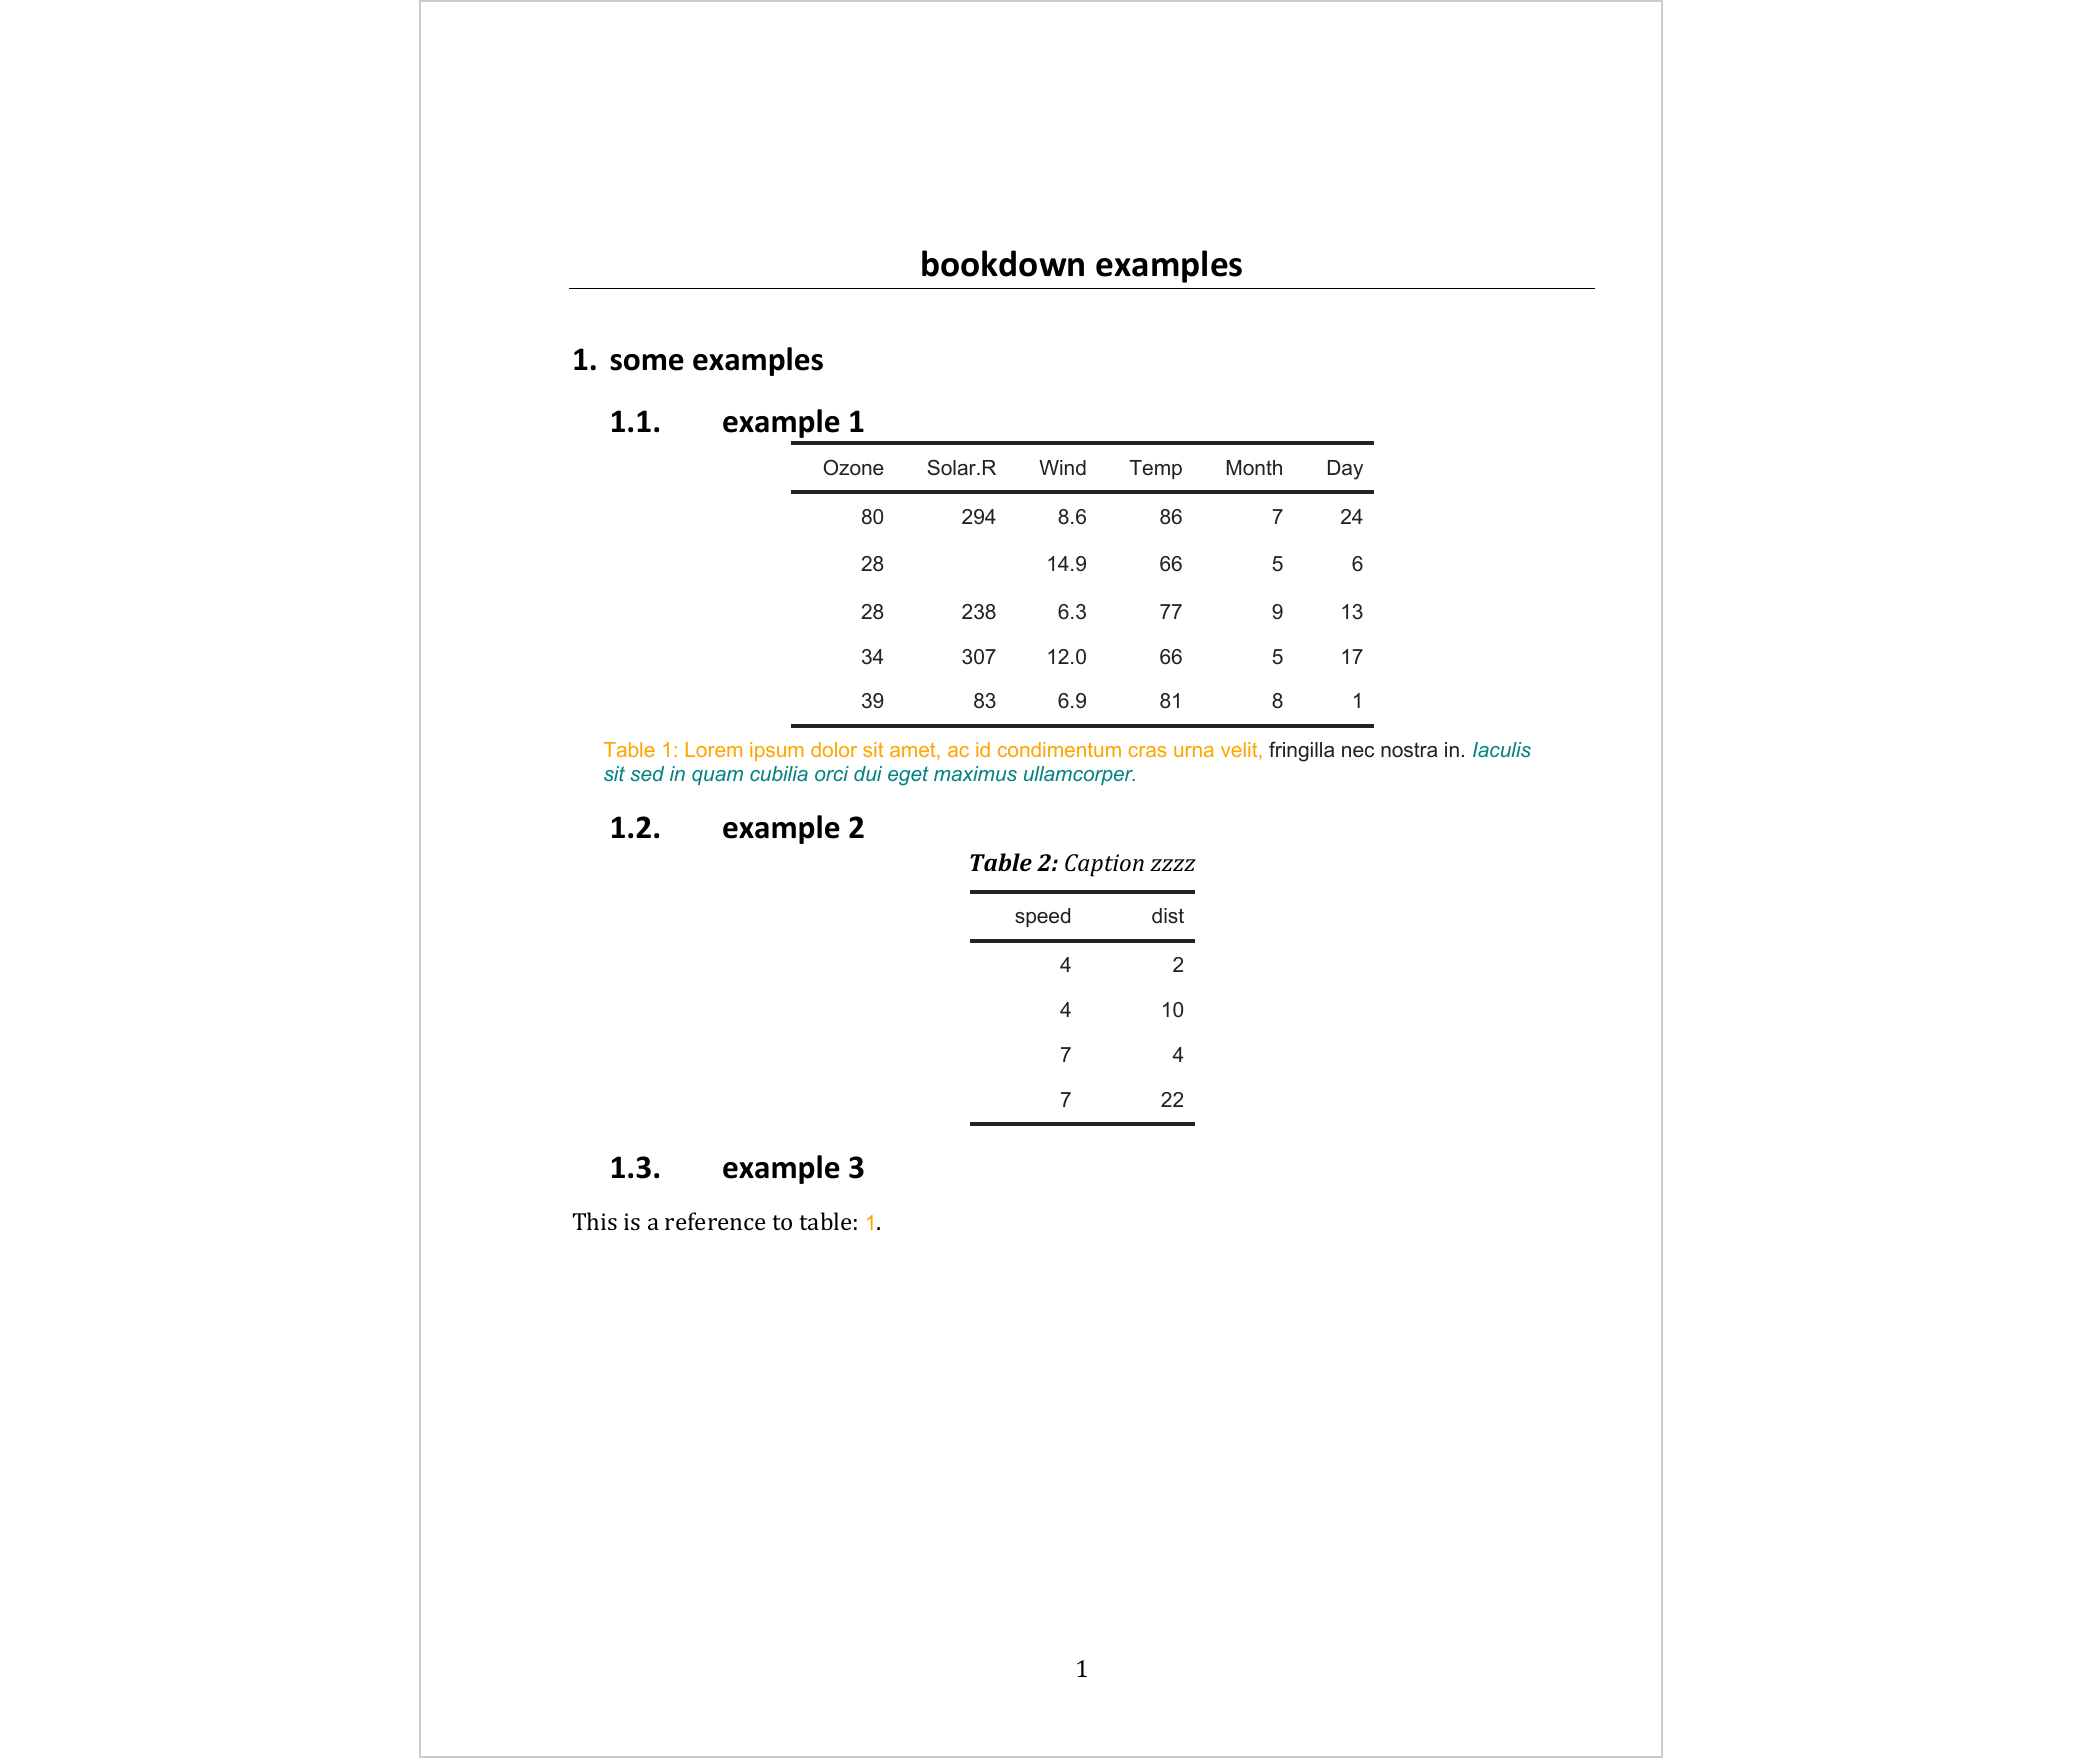 bookdown examples
1. some examples
1.1. example 1
Ozone Solar.R Wind Temp Month Day
80 294 8.6 86 7 24
28 14.9 66 5 6
28 238 6.3 77 9 13
34 307 12.0 66 5 17
39 83 6.9 81 8 1
Table 1: Lorem ipsum dolor sit amet, ac id condimentum cras urna velit, fringilla nec nostra in. Iaculis
sit sed in quam cubilia orci dui eget maximus ullamcorper.
1.2. example 2
Table 2: Caption zzzz
speed dist
4 2
4 10
7 4
7 22
1.3. example 3
This is a reference to table: 1.
1